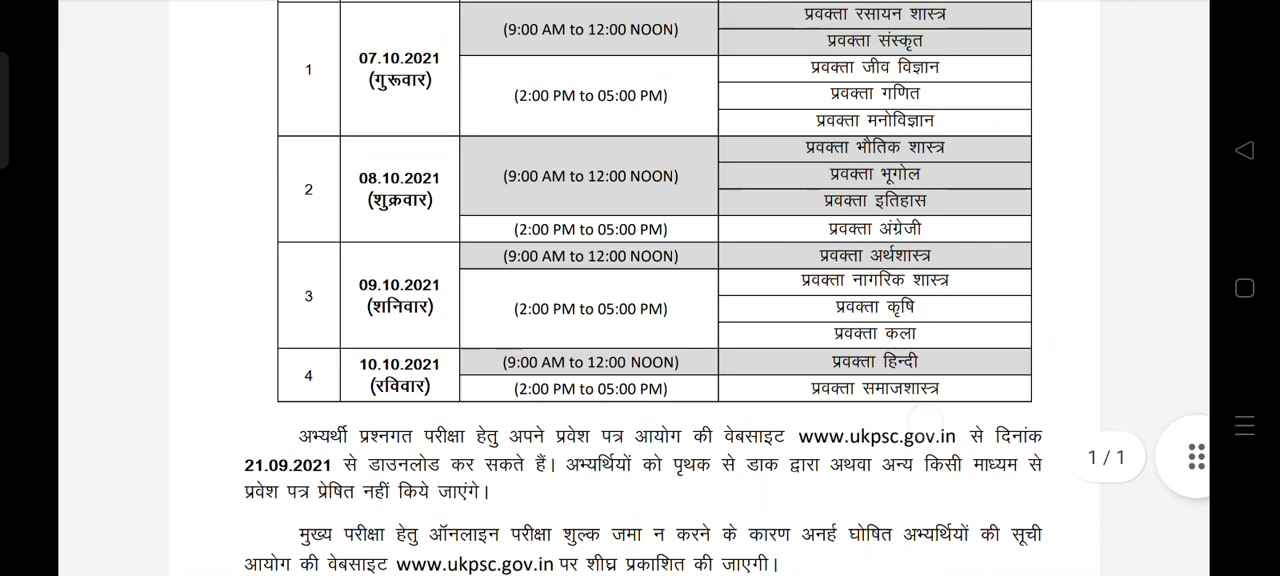 (9:00 AM to 12:00 NOON) प्रवक्ता रसायन शास्त्र
प्रवक्ता संस्कृत
1 07.10.2021 (गुरूवार) (2:00 PM to 05:00 PM) प्रवक्ता जीव विज्ञान
प्रवक्ता गणित
प्रवक्ता मनोविज्ञान
2 08.10.2021 (शुक्रवार) (9:00 AM to 12:00 NOON) प्रवक्ता भौतिक शास्त्र
प्रवक्ता भूगोल
प्रवक्ता इतिहास
(2:00 PM to 05:00 PM) प्रवक्ता अंग्रेजी
3 09.10.2021 (शनिवार) (9:00 AM to 12:00 NOON) प्रवक्ता अर्थशास्त्र
(2:00 PM to 05:00 PM) प्रवक्ता नागरिक शास्त्र
प्रवक्ता कृषि
प्रवक्ता कला
4 10.10.2021 (रविवार) (9:00 AM to 12:00 NOON) प्रवक्ता हिन्दी
(2:00 PM to 05:00 PM) प्रवक्ता समाजशास्त्र
अभ्यर्थी प्रश्नगत परीक्षा हेतु अपने प्रवेश पत्र आयोग की वेबसाइट www.ukpsc.gov.in से दिनांक
21.09.2021 से डाउनलोड कर सकते हैं। अभ्यर्थियों को पृथक से डाक द्वारा अथवा अन्य किसी माध्यम से
प्रवेश पत्र प्रेषित नहीं किये जाएंगे।
मुख्य परीक्षा हेतु ऑनलाइन परीक्षा शुल्क जमा न करने के कारण अनर्ह घोषित अभ्यर्थियों की सूची
आयोग की वेबसाइट www.ukpsc.gov.in पर शीघ्र प्रकाशित की जाएगी।
1 / 1